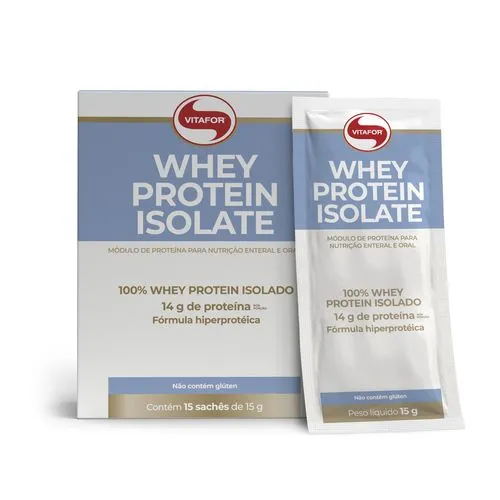 VITAFOR
WHEY
PROTEIN
ISOLATE
MÓDULO DE PROTEÍNA PARA NUTRIÇÃO ENTERAL E ORAL
100% WHEY PROTEIN ISOLADO
14 g de proteína
Fórmula hiperprotéica
Não contém glúten
Contém 15 sachês de 15 g
VITAFOR
WHEY
PROTEIN
ISOLATE
MÓDULO DE PROTEÍNA PARA
NUTRIÇÃO ENTERAL E ORAL
100% WHEY
PROTEIN ISOLADO
14 g de proteína
Fórmula hiperprotéica
Não contém glúten
Peso líquido 15 g